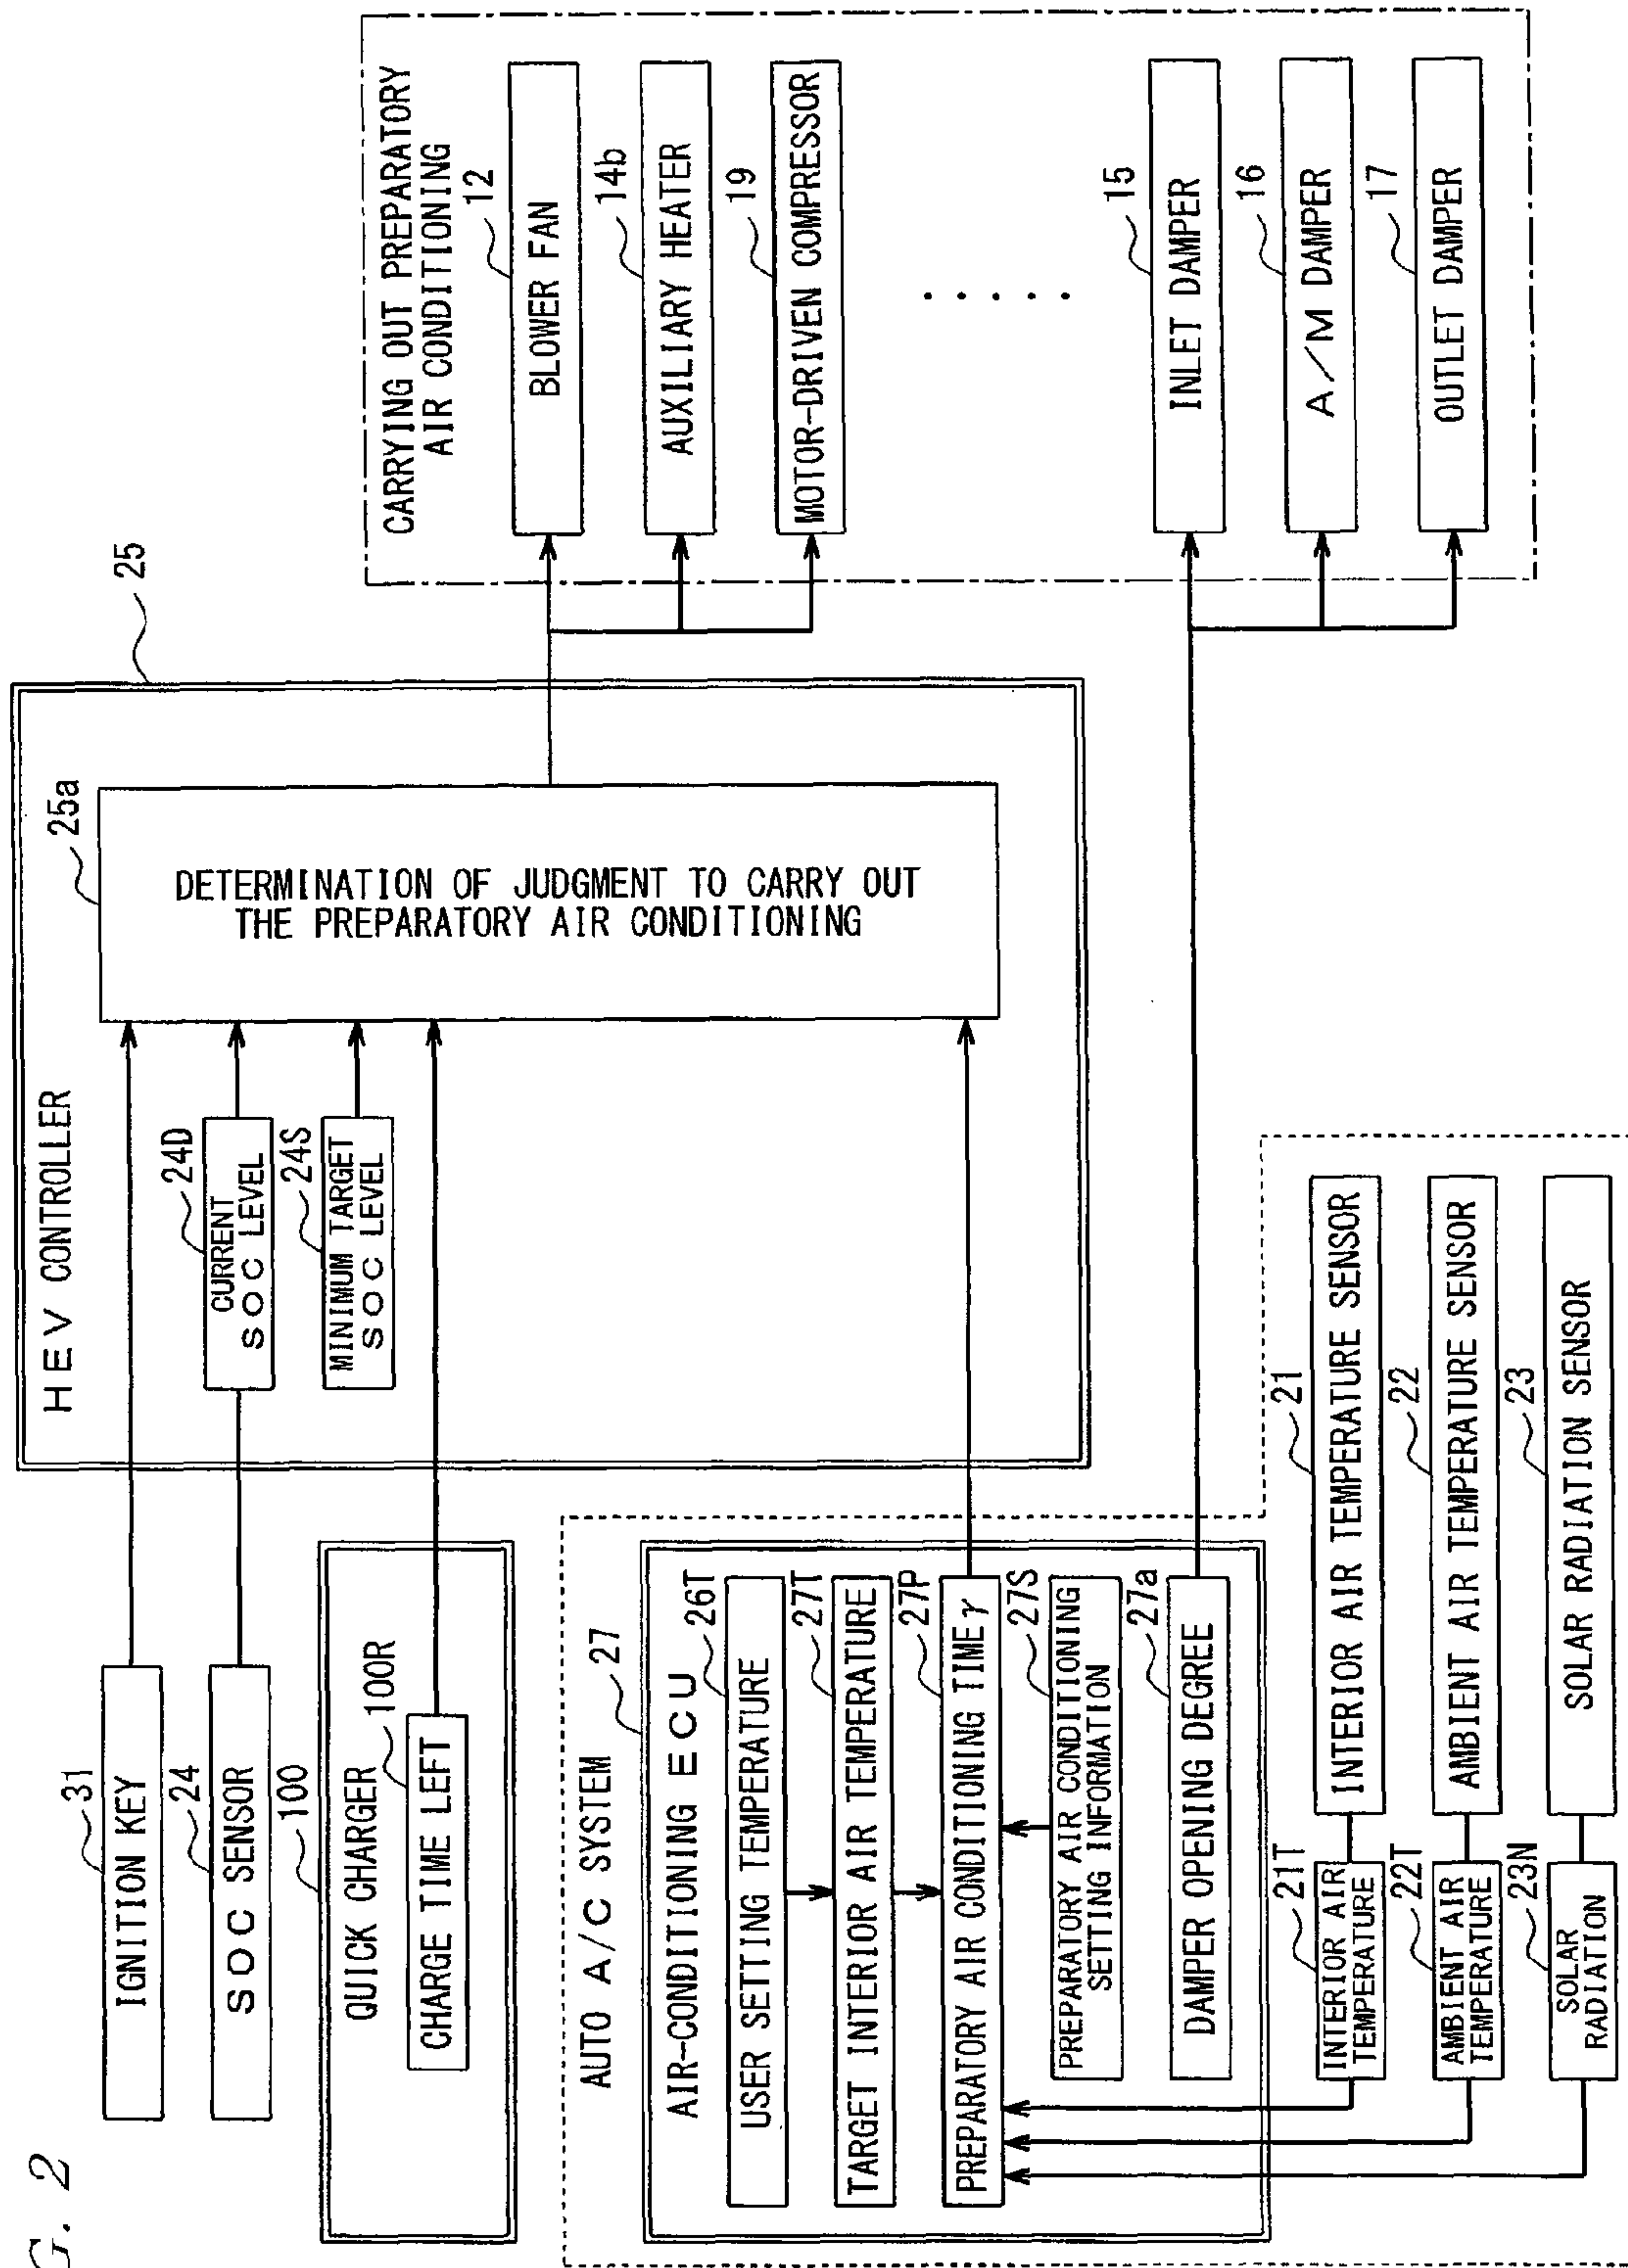 G. 2
31
IGNITION KEY
24
SOC SENSOR
100
QUICK CHARGER
100R
CHARGE TIME LEFT
HEV CONTROLLER
25
24D
CURRENT
SOC LEVEL
24S
MINIMUM TARGET
SOC LEVEL
25a
DETERMINATION OF JUDGMENT TO CARRY OUT
THE PREPARATORY AIR CONDITIONING
CARRYING OUT PREPARATORY
AIR CONDITIONING
12
BLOWER FAN
14b
AUXILIARY HEATER
19
MOTOR-DRIVEN COMPRESSOR
.....
15
INLET DAMPER
16
A/M DAMPER
17
OUTLET DAMPER
AUTO A/C SYSTEM
27
AIR-CONDITIONING ECU
26T
USER SETTING TEMPERATURE
27T
TARGET INTERIOR AIR TEMPERATURE
27P
PREPARATORY AIR CONDITIONING TIME γ
27S
PREPARATORY AIR CONDITIONING
SETTING INFORMATION
27a
DAMPER OPENING DEGREE
21T
INTERIOR AIR
TEMPERATURE
21
INTERIOR AIR TEMPERATURE SENSOR
22T
AMBIENT AIR
TEMPERATURE
22
AMBIENT AIR TEMPERATURE SENSOR
23N
SOLAR
RADIATION
23
SOLAR RADIATION SENSOR